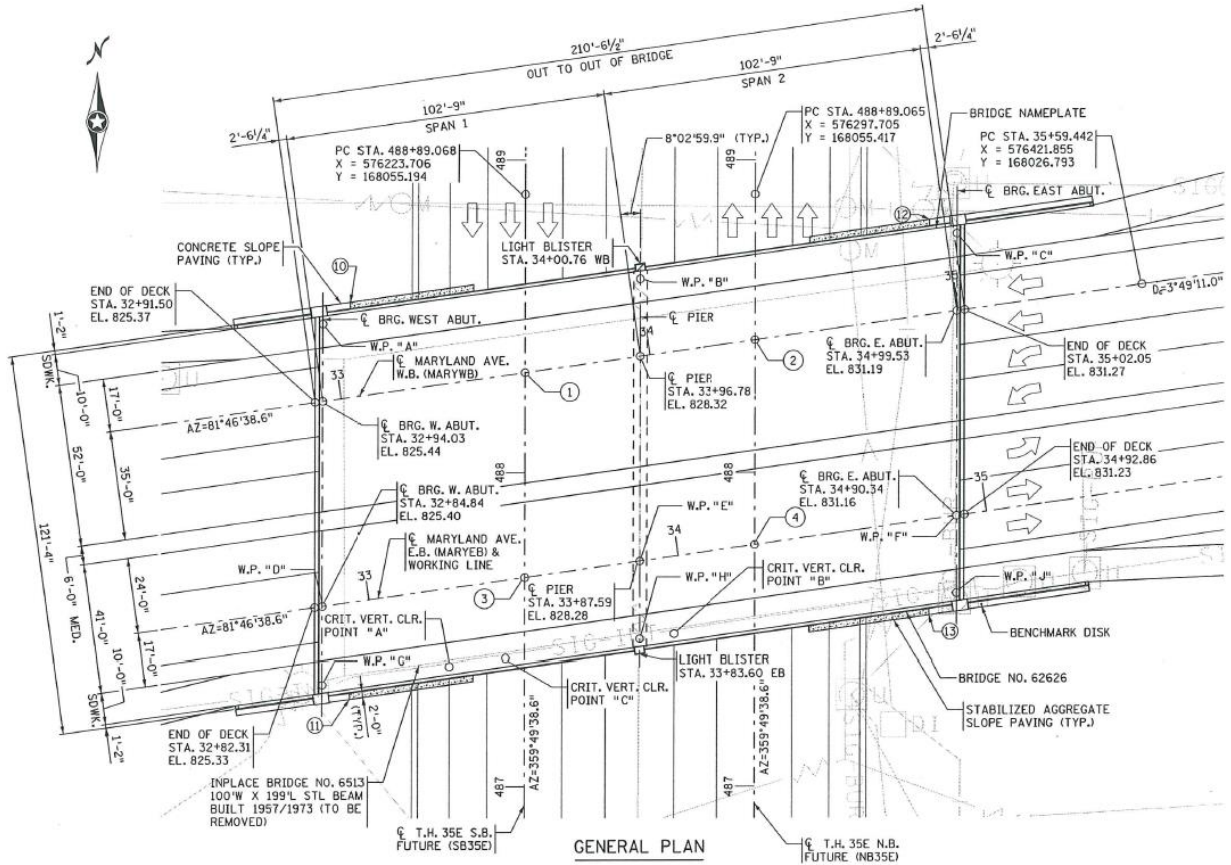 N
210'-6½"
OUT TO OUT OF BRIDGE
2'-6¼"
102'-9"
SPAN 2
102'-9"
SPAN 1
2'-6¼"
8°02'59.9" (TYP.)
PC STA. 488+89.065
X = 576297.705
Y = 168055.417
BRIDGE NAMEPLATE
PC STA. 35+59.442
X = 576421.855
Y = 168026.793
PC STA. 488+89.068
X = 576223.706
Y = 168055.194
489
489
℄ BRG. EAST ABUT.
12
CONCRETE SLOPE
PAVING (TYP.)
10
LIGHT BLISTER
STA. 34+00.76 WB
W.P. "C"
W.P. "B"
END OF DECK
STA. 32+91.50
EL. 825.37
℄ BRG. WEST ABUT.
℄ PIER
34
35
D꜀=3°49'11.0"
W.P. "A"
℄ MARYLAND AVE.
W.B. (MARYWB)
℄ BRG. E. ABUT.
STA. 34+99.53
EL. 831.19
END OF DECK
STA. 35+02.05
EL. 831.27
1'-2"
SDWK.
10'-0"
17'-0"
33
1
2
℄ PIER
STA. 33+96.78
EL. 828.32
AZ=81°46'38.6"
℄ BRG. W. ABUT.
STA. 32+94.03
EL. 825.44
52'-0"
35'-0"
488
488
END OF DECK
STA. 34+92.86
EL. 831.23
℄ BRG. E. ABUT.
STA. 34+90.34
EL. 831.16
35
℄ BRG. W. ABUT.
STA. 32+84.84
EL. 825.40
121'-4"
W.P. "E"
4
34
W.P. "F"
℄ MARYLAND AVE.
E.B. (MARYEB) &
WORKING LINE
6'-0" MED.
24'-0"
W.P. "D"
33
3
℄ PIER
STA. 33+87.59
EL. 828.28
W.P. "H"
CRIT. VERT. CLR.
POINT "B"
W.P. "J"
41'-0"
17'-0"
AZ=81°46'38.6"
CRIT. VERT. CLR.
POINT "A"
13
BENCHMARK DISK
10'-0"
SDWK.
W.P. "G"
LIGHT BLISTER
STA. 33+83.60 EB
BRIDGE NO. 62626
1'-2"
11
2'-0"
(TYP.)
CRIT. VERT. CLR.
POINT "C"
STABILIZED AGGREGATE
SLOPE PAVING (TYP.)
END OF DECK
STA. 32+82.31
EL. 825.33
AZ=359°49'38.6"
AZ=359°49'38.6"
INPLACE BRIDGE NO. 6513
100'W X 199'L STL BEAM
BUILT 1957/1973 (TO BE
REMOVED)
487
487
℄ T.H. 35E S.B.
FUTURE (SB35E)
GENERAL PLAN
℄ T.H. 35E N.B.
FUTURE (NB35E)